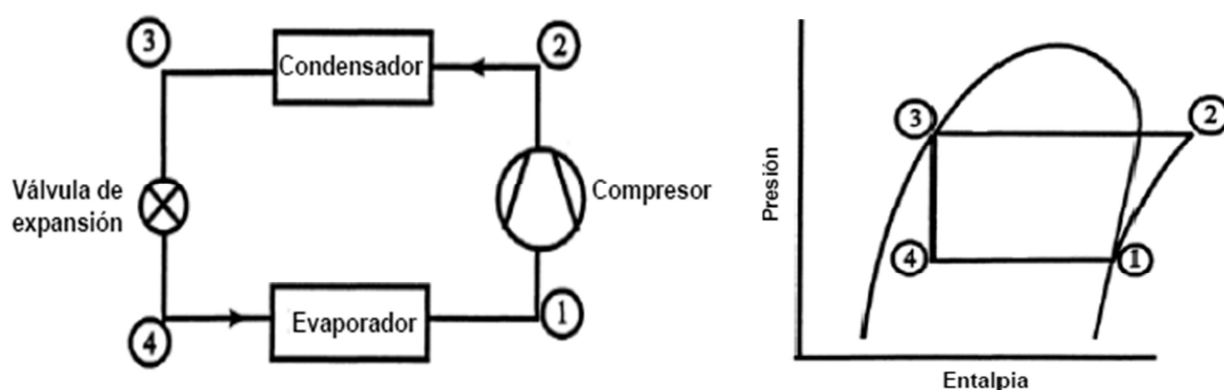 3
Condensador
2
Válvula de
expansión
Compresor
4
Evaporador
1
Presión
3
2
4
1
Entalpia